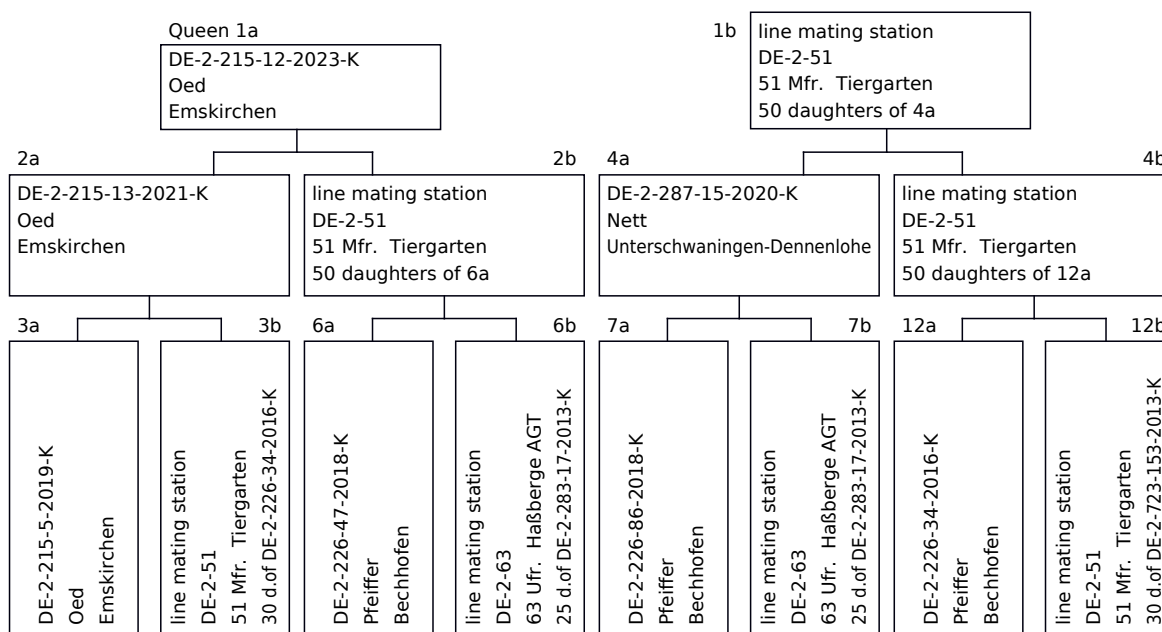 Queen 1a
DE-2-215-12-2023-K
Oed
Emskirchen
1b
line mating station
DE-2-51
51 Mfr. Tiergarten
50 daughters of 4a
2a
DE-2-215-13-2021-K
Oed
Emskirchen
2b
line mating station
DE-2-51
51 Mfr. Tiergarten
50 daughters of 6a
4a
DE-2-287-15-2020-K
Nett
Unterschwaningen-Dennenlohe
4b
line mating station
DE-2-51
51 Mfr. Tiergarten
50 daughters of 12a
3a
DE-2-215-5-2019-K
Oed
Emskirchen
3b
line mating station
DE-2-51
51 Mfr. Tiergarten
30 d.of DE-2-226-34-2016-K
6a
DE-2-226-47-2018-K
Pfeiffer
Bechhofen
6b
line mating station
DE-2-63
63 Ufr. Haßberge AGT
25 d.of DE-2-283-17-2013-K
7a
DE-2-226-86-2018-K
Pfeiffer
Bechhofen
7b
line mating station
DE-2-63
63 Ufr. Haßberge AGT
25 d.of DE-2-283-17-2013-K
12a
DE-2-226-34-2016-K
Pfeiffer
Bechhofen
12b
line mating station
DE-2-51
51 Mfr. Tiergarten
30 d.of DE-2-723-153-2013-K